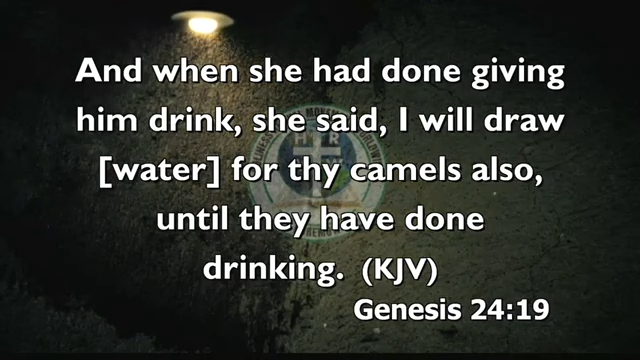 And when she had done giving
him drink, she said, I will draw
[water] for thy camels also,
until they have done
drinking. (KJV)
Genesis 24:19